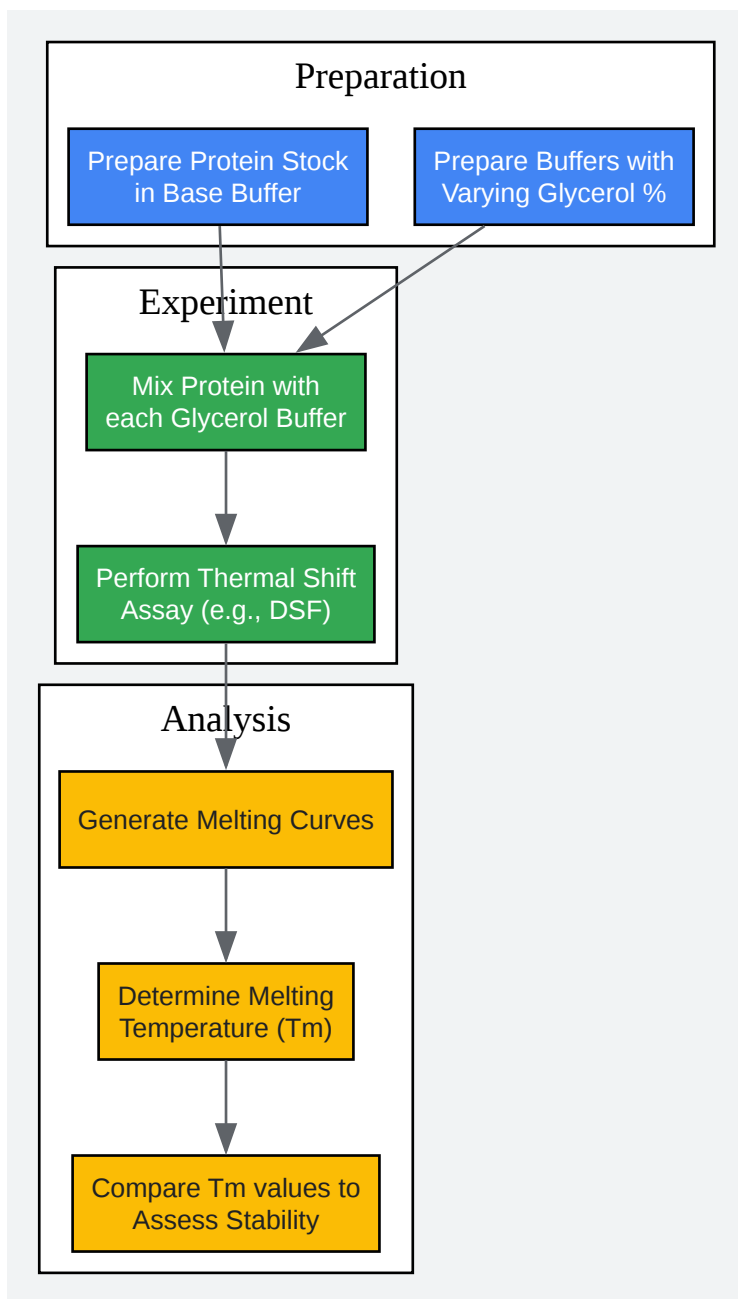 Preparation
Prepare Protein Stock
in Base Buffer
Prepare Buffers with
Varying Glycerol %
Experiment
Mix Protein with
each Glycerol Buffer
Perform Thermal Shift
Assay (e.g., DSF)
Analysis
Generate Melting Curves
Determine Melting
Temperature (Tm)
Compare Tm values to
Assess Stability